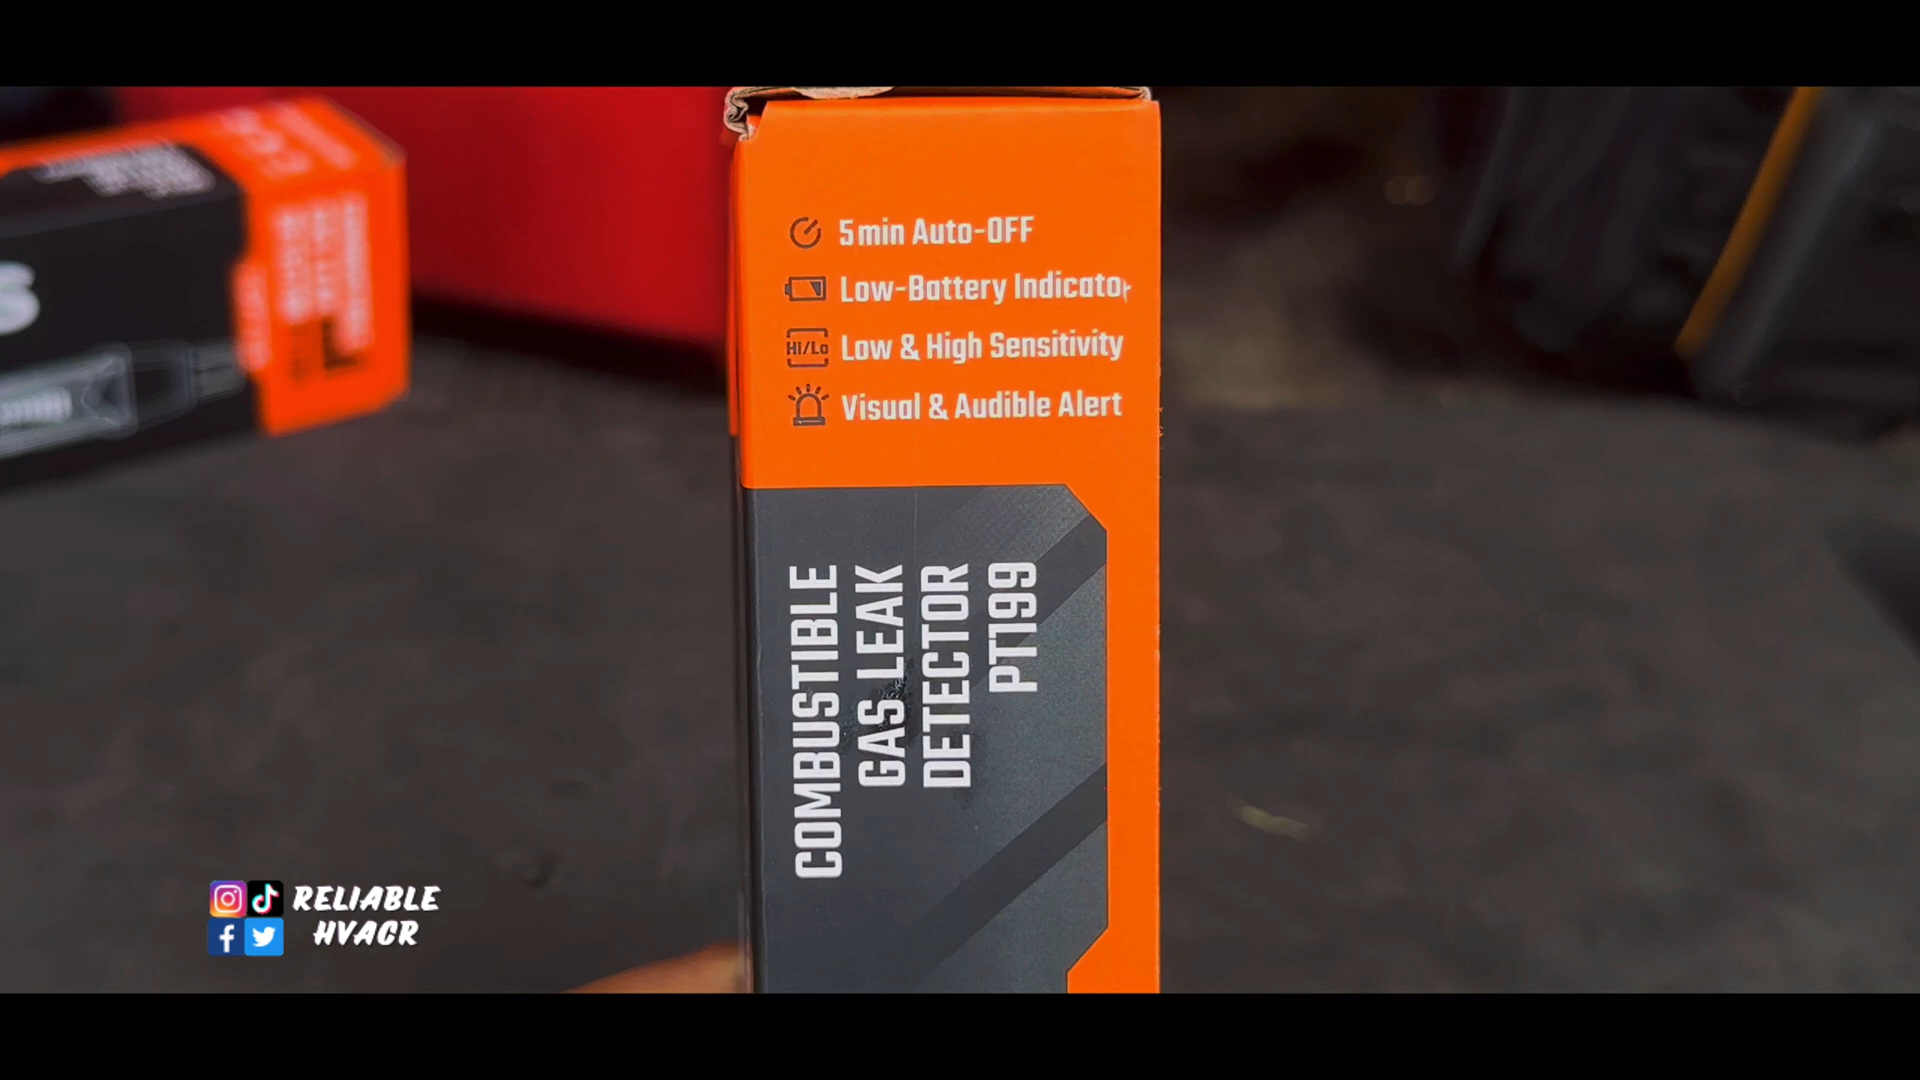 5min Auto-OFF
Low-Battery Indicator
Hi/Lo
Low & High Sensitivity
Visual & Audible Alert
COMBUSTIBLE
GAS LEAK
DETECTOR
PT199
RELIABLE
HVACR